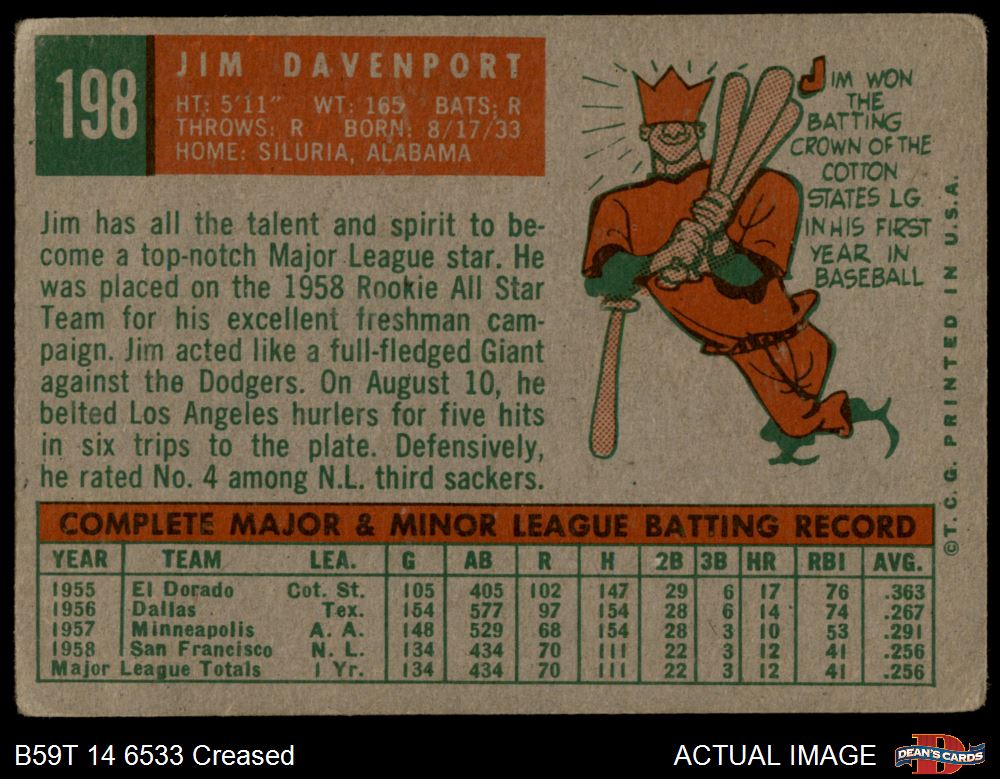 198
JIM DAVENPORT
HT: 5'11" WT: 165 BATS: R
THROWS: R BORN: 8/17/33
HOME: SILURIA, ALABAMA
JIM WON
THE
BATTING
CROWN OF THE
COTTON
STATES LG.
IN HIS FIRST
YEAR IN
BASEBALL
Jim has all the talent and spirit to be-
come a top-notch Major League star. He
was placed on the 1958 Rookie All Star
Team for his excellent freshman cam-
paign. Jim acted like a full-fledged Giant
against the Dodgers. On August 10, he
belted Los Angeles hurlers for five hits
in six trips to the plate. Defensively,
he rated No. 4 among N.L. third sackers.
©T.C.G. PRINTED IN U.S.A.
COMPLETE MAJOR & MINOR LEAGUE BATTING RECORD
YEAR TEAM LEA. G AB R H 2B 3B HR RBI AVG.
1955 El Dorado Cot. St. 105 405 102 147 29 6 17 76 .363
1956 Dallas Tex. 154 577 97 154 28 6 14 74 .267
1957 Minneapolis A. A. 148 529 68 154 28 3 10 53 .291
1958 San Francisco N. L. 134 434 70 111 22 3 12 41 .256
Major League Totals 1 Yr. 134 434 70 111 22 3 12 41 .256
B59T 14 6533 Creased
ACTUAL IMAGE
DEAN'S CARDS